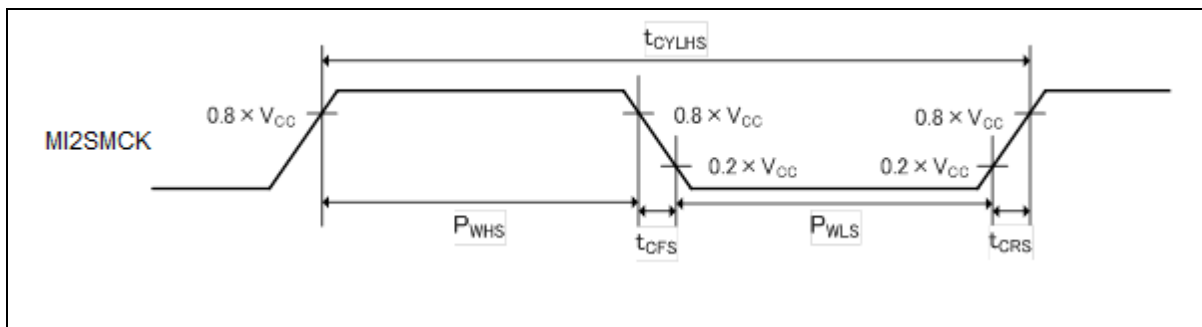 tCYLHS
0.8 × VCC
0.8 × VCC
0.8 × VCC
MI2SMCK
0.2 × VCC
0.2 × VCC
PWHS
PWLS
tCFS
tCRS